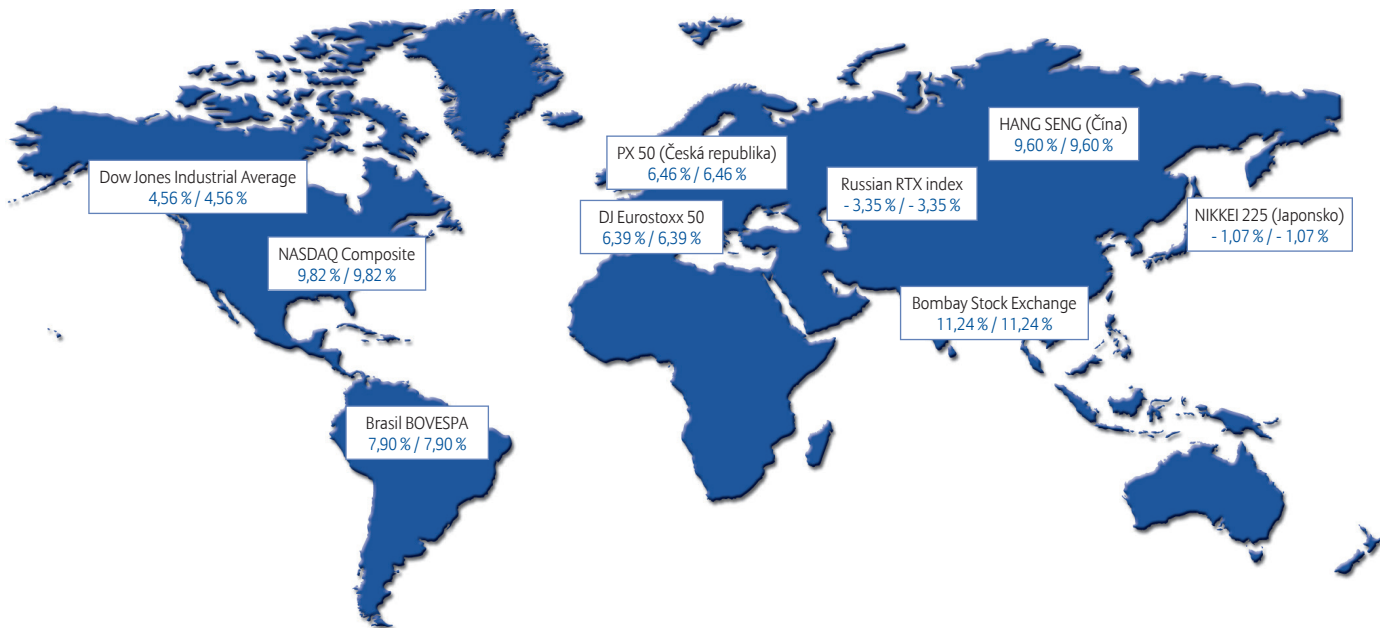 HANG SENG (Čína)
9,60 % / 9,60 %
PX 50 (Česká republika)
6,46 % / 6,46 %
Dow Jones Industrial Average
4,56 % / 4,56 %
Russian RTX index
- 3,35 % / - 3,35 %
NIKKEI 225 (Japonsko)
- 1,07 % / - 1,07 %
DJ Eurostoxx 50
6,39 % / 6,39 %
NASDAQ Composite
9,82 % / 9,82 %
Bombay Stock Exchange
11,24 % / 11,24 %
Brasil BOVESPA
7,90 % / 7,90 %